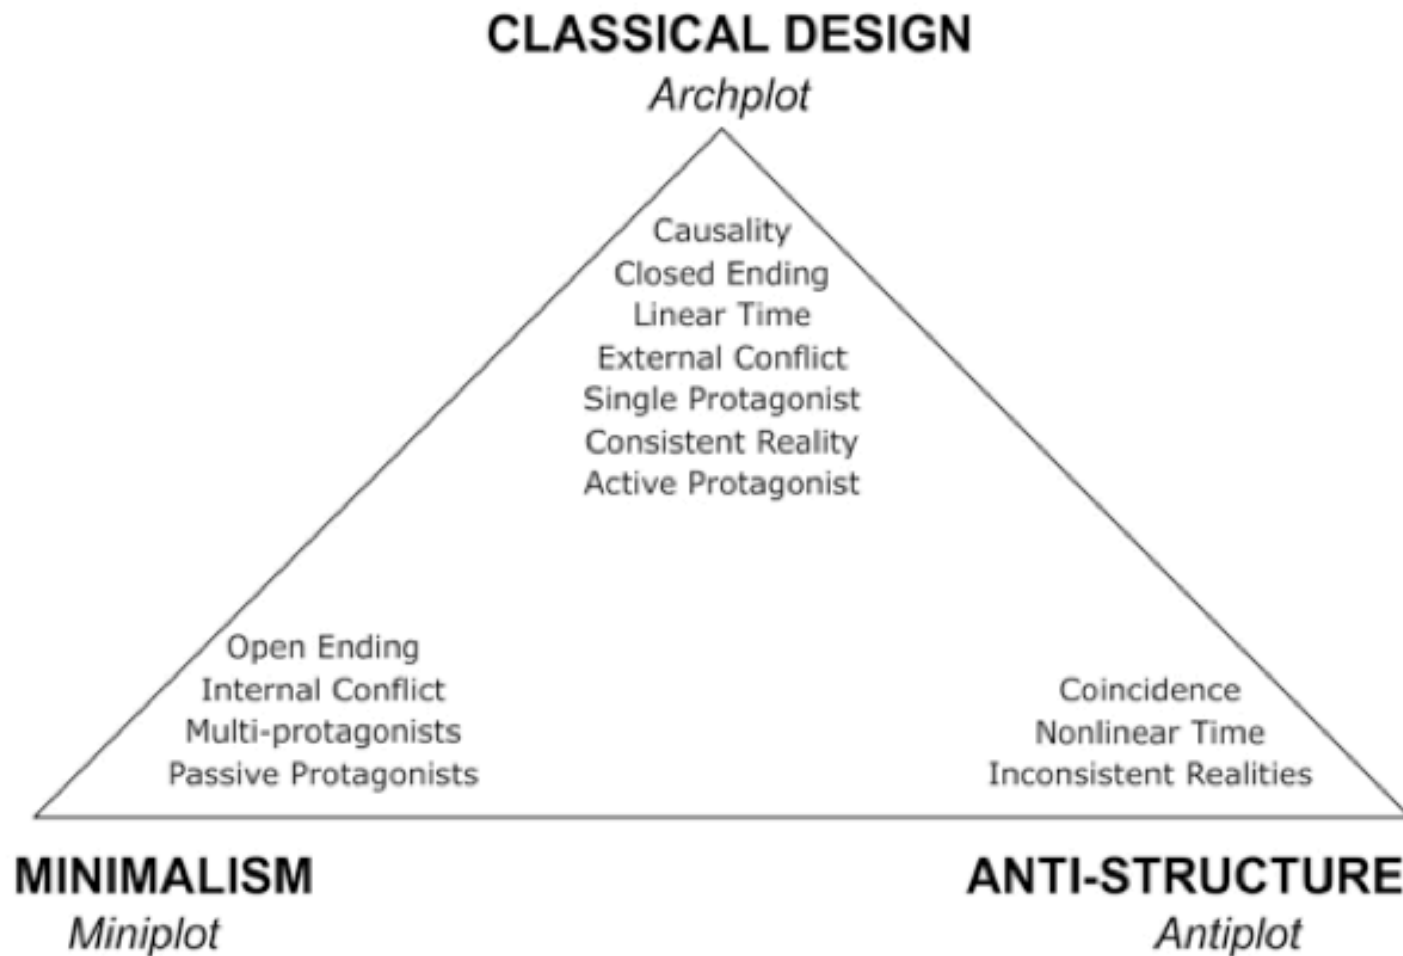 CLASSICAL DESIGN
Archplot
Causality
Closed Ending
Linear Time
External Conflict
Single Protagonist
Consistent Reality
Active Protagonist
Open Ending
Internal Conflict
Multi-protagonists
Passive Protagonists
Coincidence
Nonlinear Time
Inconsistent Realities
MINIMALISM
Miniplot
ANTI-STRUCTURE
Antiplot